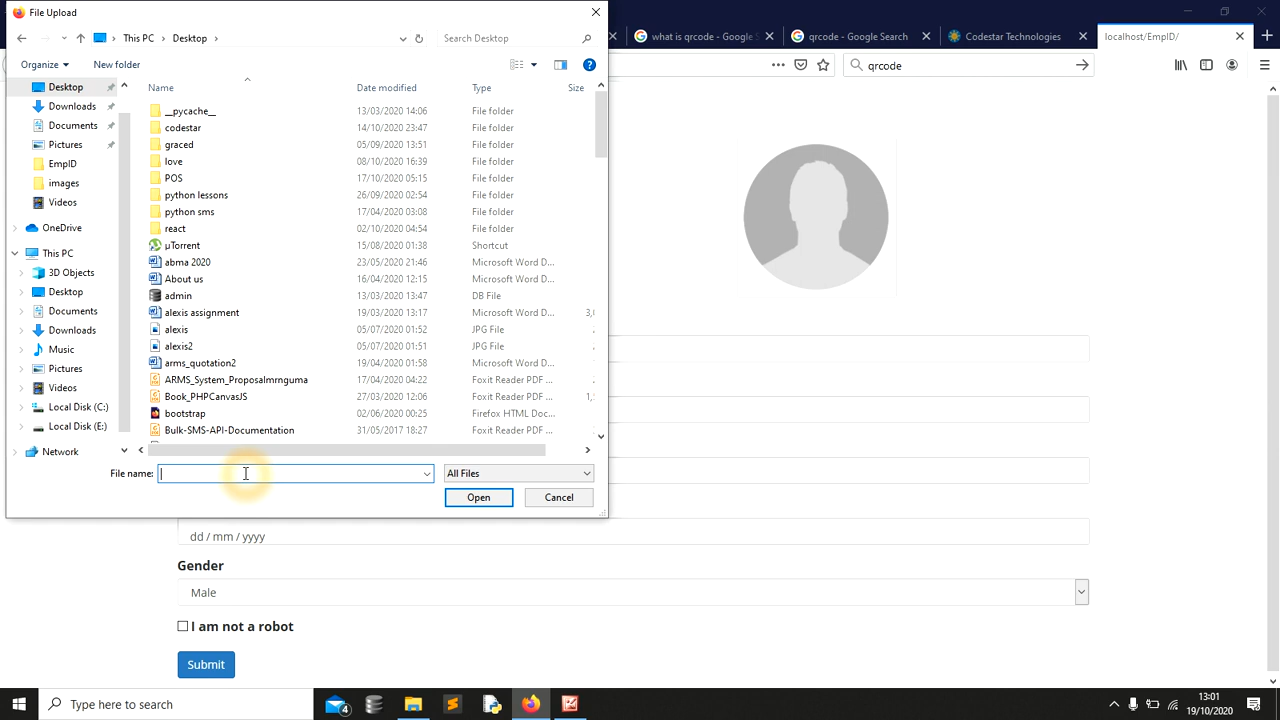 File Upload
This PC > Desktop >
Search Desktop
what is qrcode - Google S
qrcode - Google Search
Codestar Technologies
localhost/EmpID/
Organize
New folder
qrcode
Name
Date modified
Type
Size
Desktop
Downloads
Documents
Pictures
EmpID
images
Videos
OneDrive
This PC
3D Objects
Desktop
Documents
Downloads
Music
Pictures
Videos
Local Disk (C:)
Local Disk (E:)
Network
__pycache__ 13/03/2020 14:06 File folder
codestar 14/10/2020 23:47 File folder
graced 05/09/2020 13:51 File folder
love 08/10/2020 16:39 File folder
POS 17/10/2020 05:15 File folder
python lessons 26/09/2020 02:54 File folder
python sms 17/04/2020 03:08 File folder
react 02/10/2020 04:54 File folder
µTorrent 15/08/2020 01:38 Shortcut
abma 2020 23/05/2020 21:46 Microsoft Word D...
About us 16/04/2020 12:15 Microsoft Word D...
admin 13/03/2020 13:47 DB File
alexis assignment 19/03/2020 13:17 Microsoft Word D... 3,
alexis 05/07/2020 01:52 JPG File
alexis2 05/07/2020 01:51 JPG File
arms_quotation2 19/04/2020 01:58 Microsoft Word D...
ARMS_System_Proposalmrnguma 17/04/2020 04:22 Foxit Reader PDF ...
Book_PHPCanvasJS 27/03/2020 12:06 Foxit Reader PDF ... 1,
bootstrap 02/06/2020 00:25 Firefox HTML Doc...
Bulk-SMS-API-Documentation 31/05/2017 18:27 Foxit Reader PDF ...
File name:
All Files
Open
Cancel
dd / mm / yyyy
Gender
Male
I am not a robot
Submit
Type here to search
4
13:01
19/10/2020